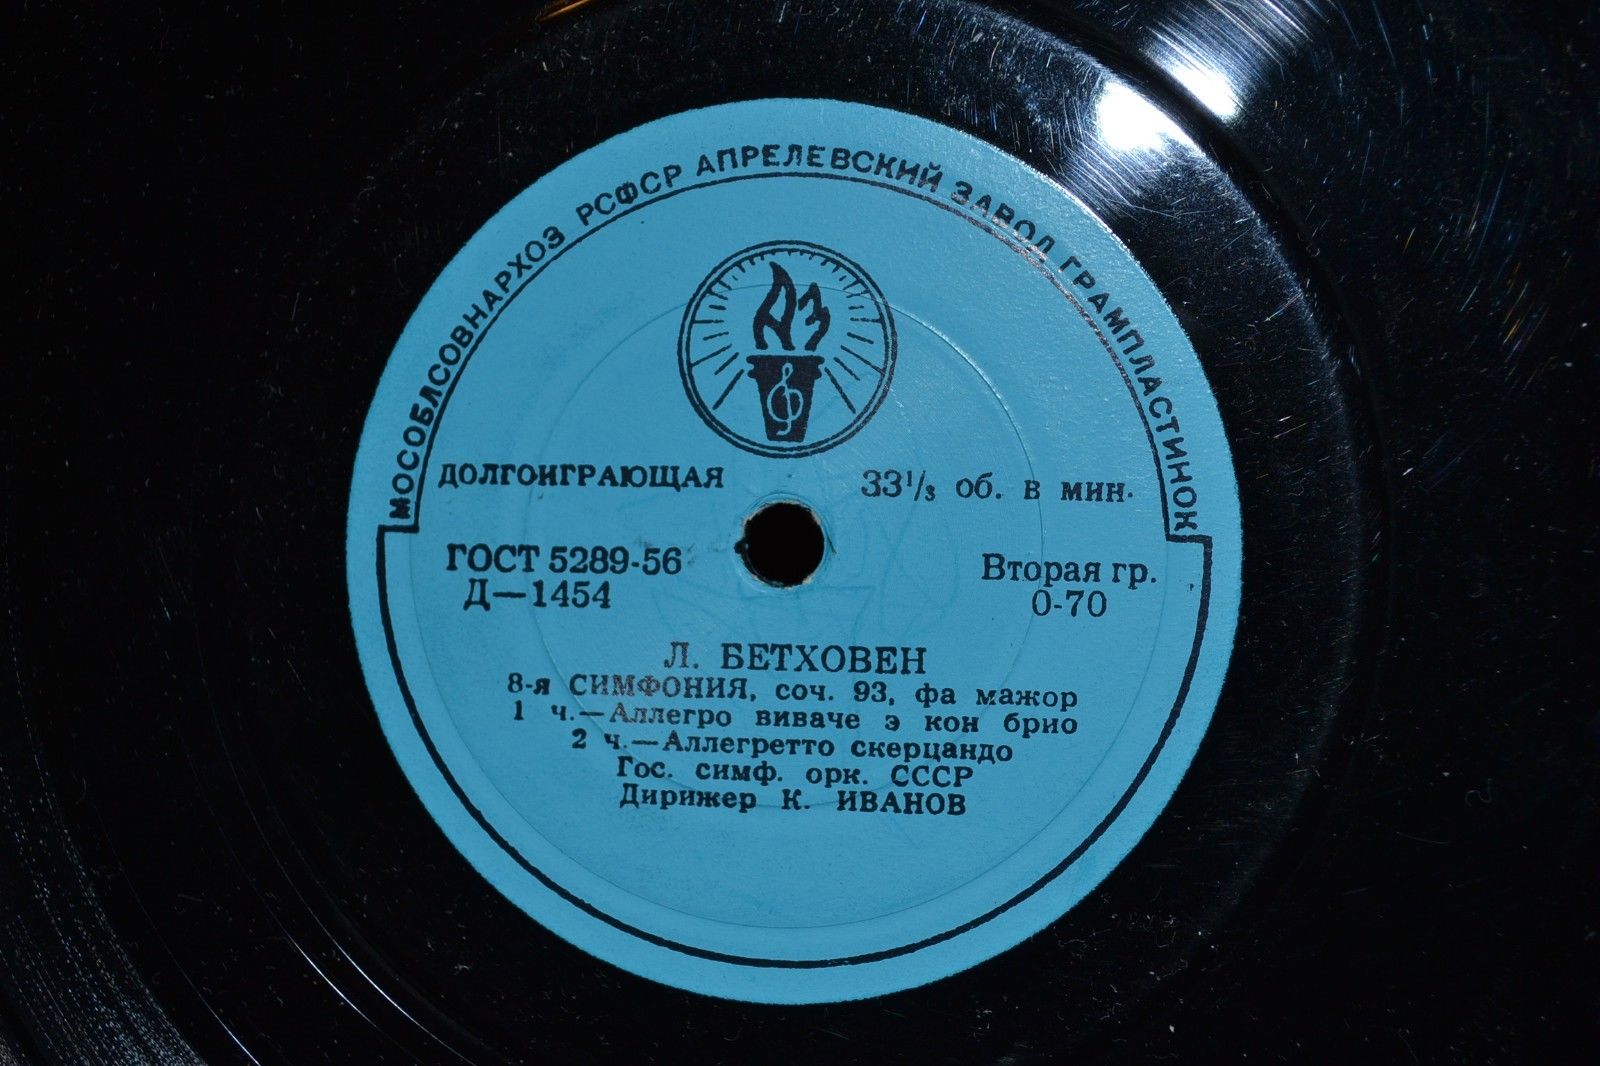 МОСОБЛСОВНАРХОЗ РСФСР АПРЕЛЕВСКИЙ ЗАВОД ГРАМПЛАСТИНОК
АЗ
ДОЛГОИГРАЮЩАЯ
33⅓ об. в мин.
ГОСТ 5289-56
Д—1454
Вторая гр.
0-70
Л. БЕТХОВЕН
8-я СИМФОНИЯ, соч. 93, фа мажор
1 ч.—Аллегро виваче э кон брио
2 ч.—Аллегретто скерцандо
Гос. симф. орк. СССР
Дирижер К. ИВАНОВ